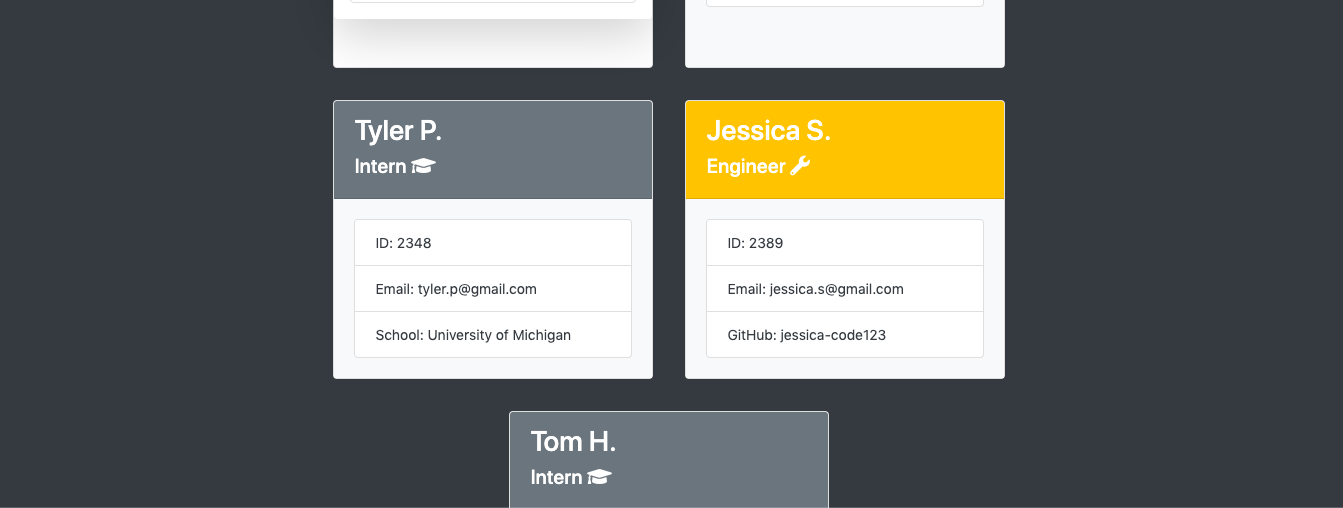 Tyler P.
Intern
ID: 2348
Email: tyler.p@gmail.com
School: University of Michigan
Jessica S.
Engineer
ID: 2389
Email: jessica.s@gmail.com
GitHub: jessica-code123
Tom H.
Intern